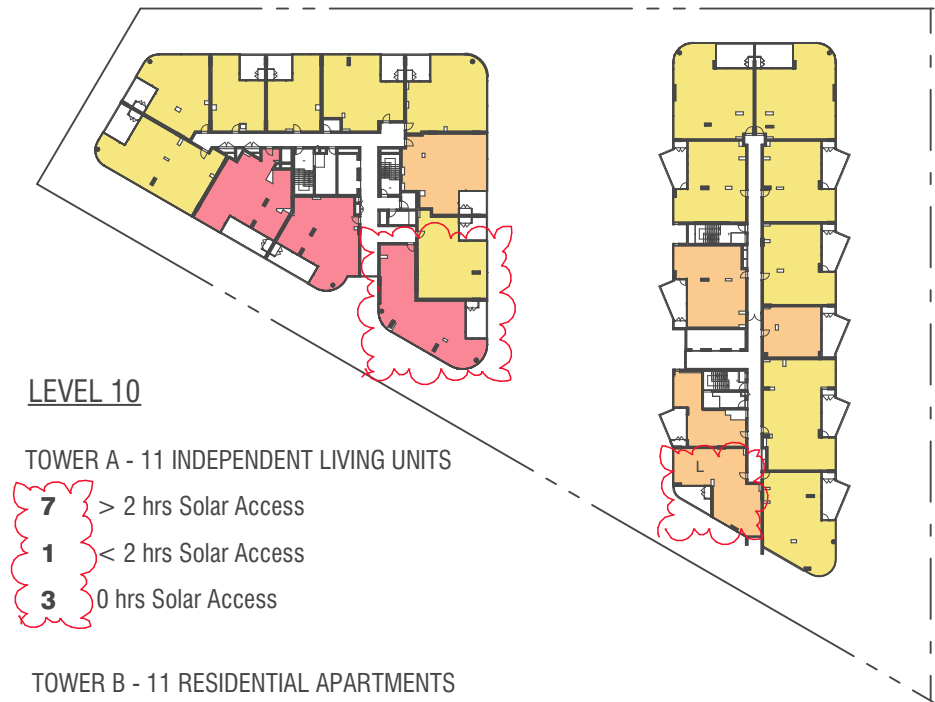 L
LEVEL 10
TOWER A - 11 INDEPENDENT LIVING UNITS
7 > 2 hrs Solar Access
1 < 2 hrs Solar Access
3 0 hrs Solar Access
TOWER B - 11 RESIDENTIAL APARTMENTS